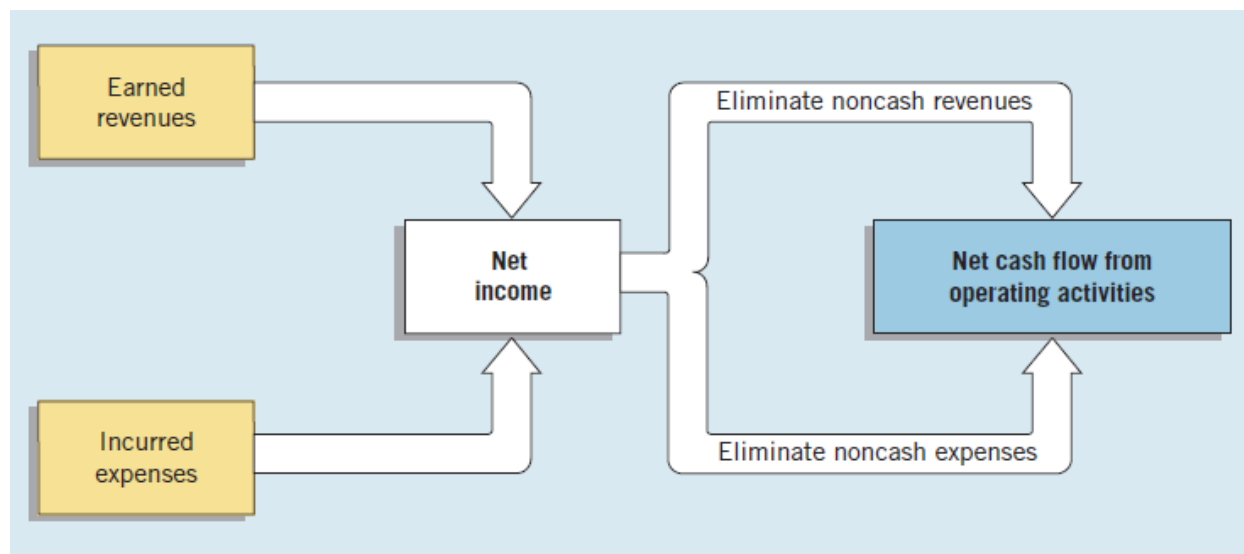 Earned
revenues
Eliminate noncash revenues
Net
income
Net cash flow from
operating activities
Incurred
expenses
Eliminate noncash expenses